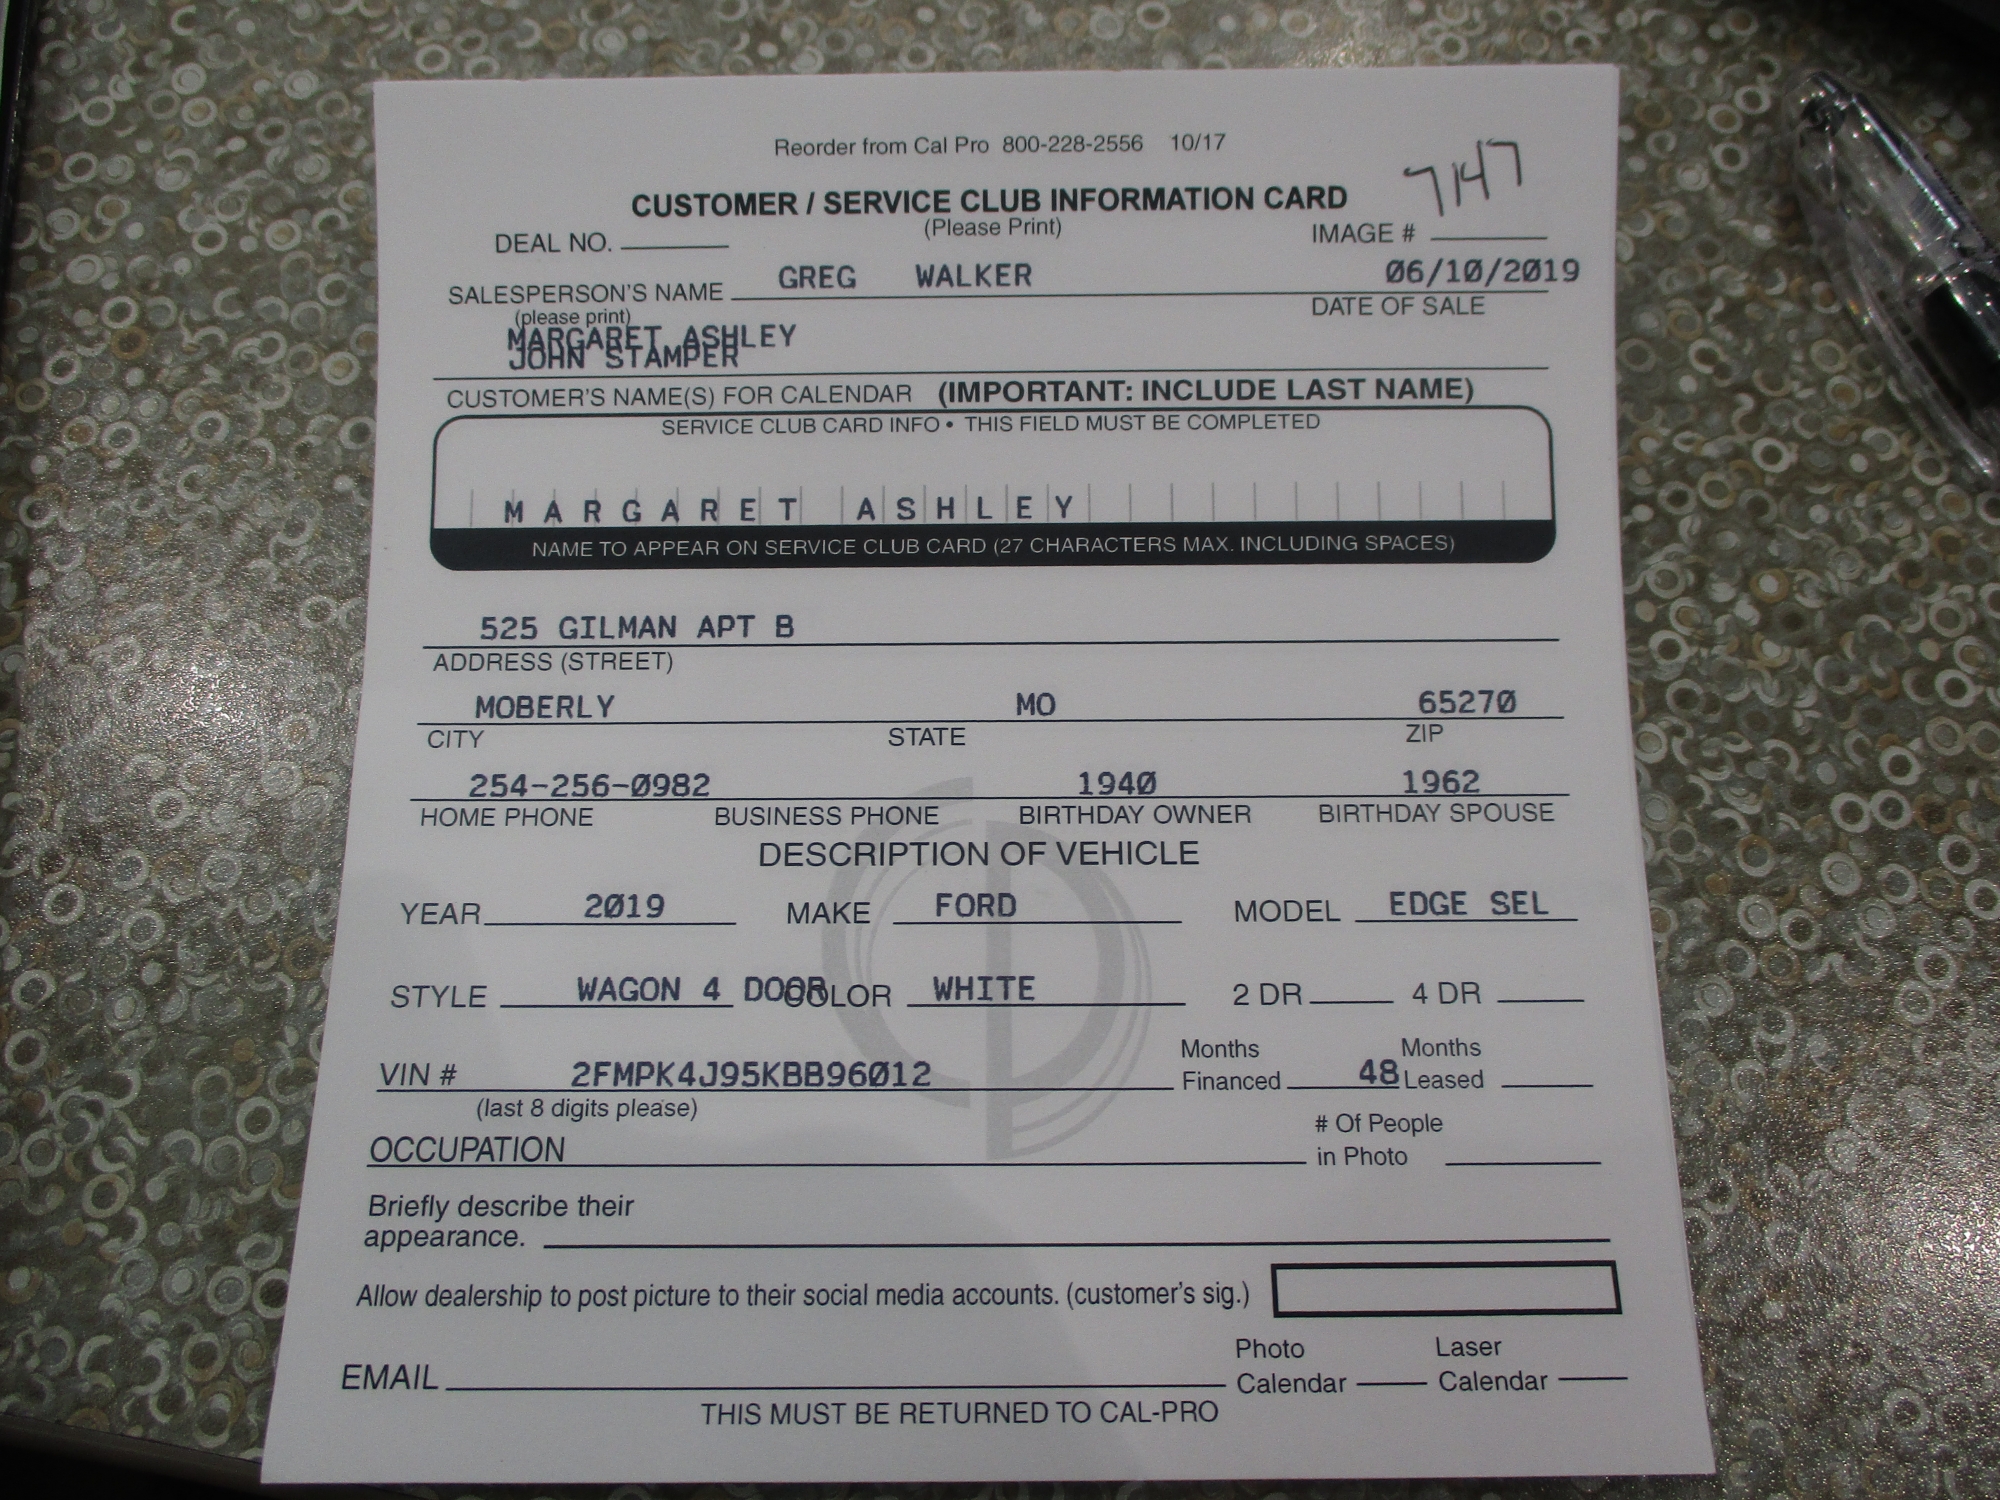 Reorder from Cal Pro 800-228-2556 10/17
7147
CUSTOMER / SERVICE CLUB INFORMATION CARD
(Please Print)
DEAL NO. IMAGE #
SALESPERSON'S NAME GREG WALKER 06/10/2019
(please print) DATE OF SALE
MARGARET ASHLEY
JOHN STAMPER
CUSTOMER'S NAME(S) FOR CALENDAR (IMPORTANT: INCLUDE LAST NAME)
SERVICE CLUB CARD INFO • THIS FIELD MUST BE COMPLETED
MARGARET ASHLEY
NAME TO APPEAR ON SERVICE CLUB CARD (27 CHARACTERS MAX. INCLUDING SPACES)
525 GILMAN APT B
ADDRESS (STREET)
MOBERLY MO 65270
CITY STATE ZIP
254-256-0982 1940 1962
HOME PHONE BUSINESS PHONE BIRTHDAY OWNER BIRTHDAY SPOUSE
DESCRIPTION OF VEHICLE
YEAR 2019 MAKE FORD MODEL EDGE SEL
STYLE WAGON 4 DOOR COLOR WHITE 2 DR 4 DR
Months Months
VIN # 2FMPK4J95KBB96012 Financed 48 Leased
(last 8 digits please)
# Of People
OCCUPATION in Photo
Briefly describe their
appearance.
Allow dealership to post picture to their social media accounts. (customer's sig.)
Photo Laser
EMAIL Calendar Calendar
THIS MUST BE RETURNED TO CAL-PRO